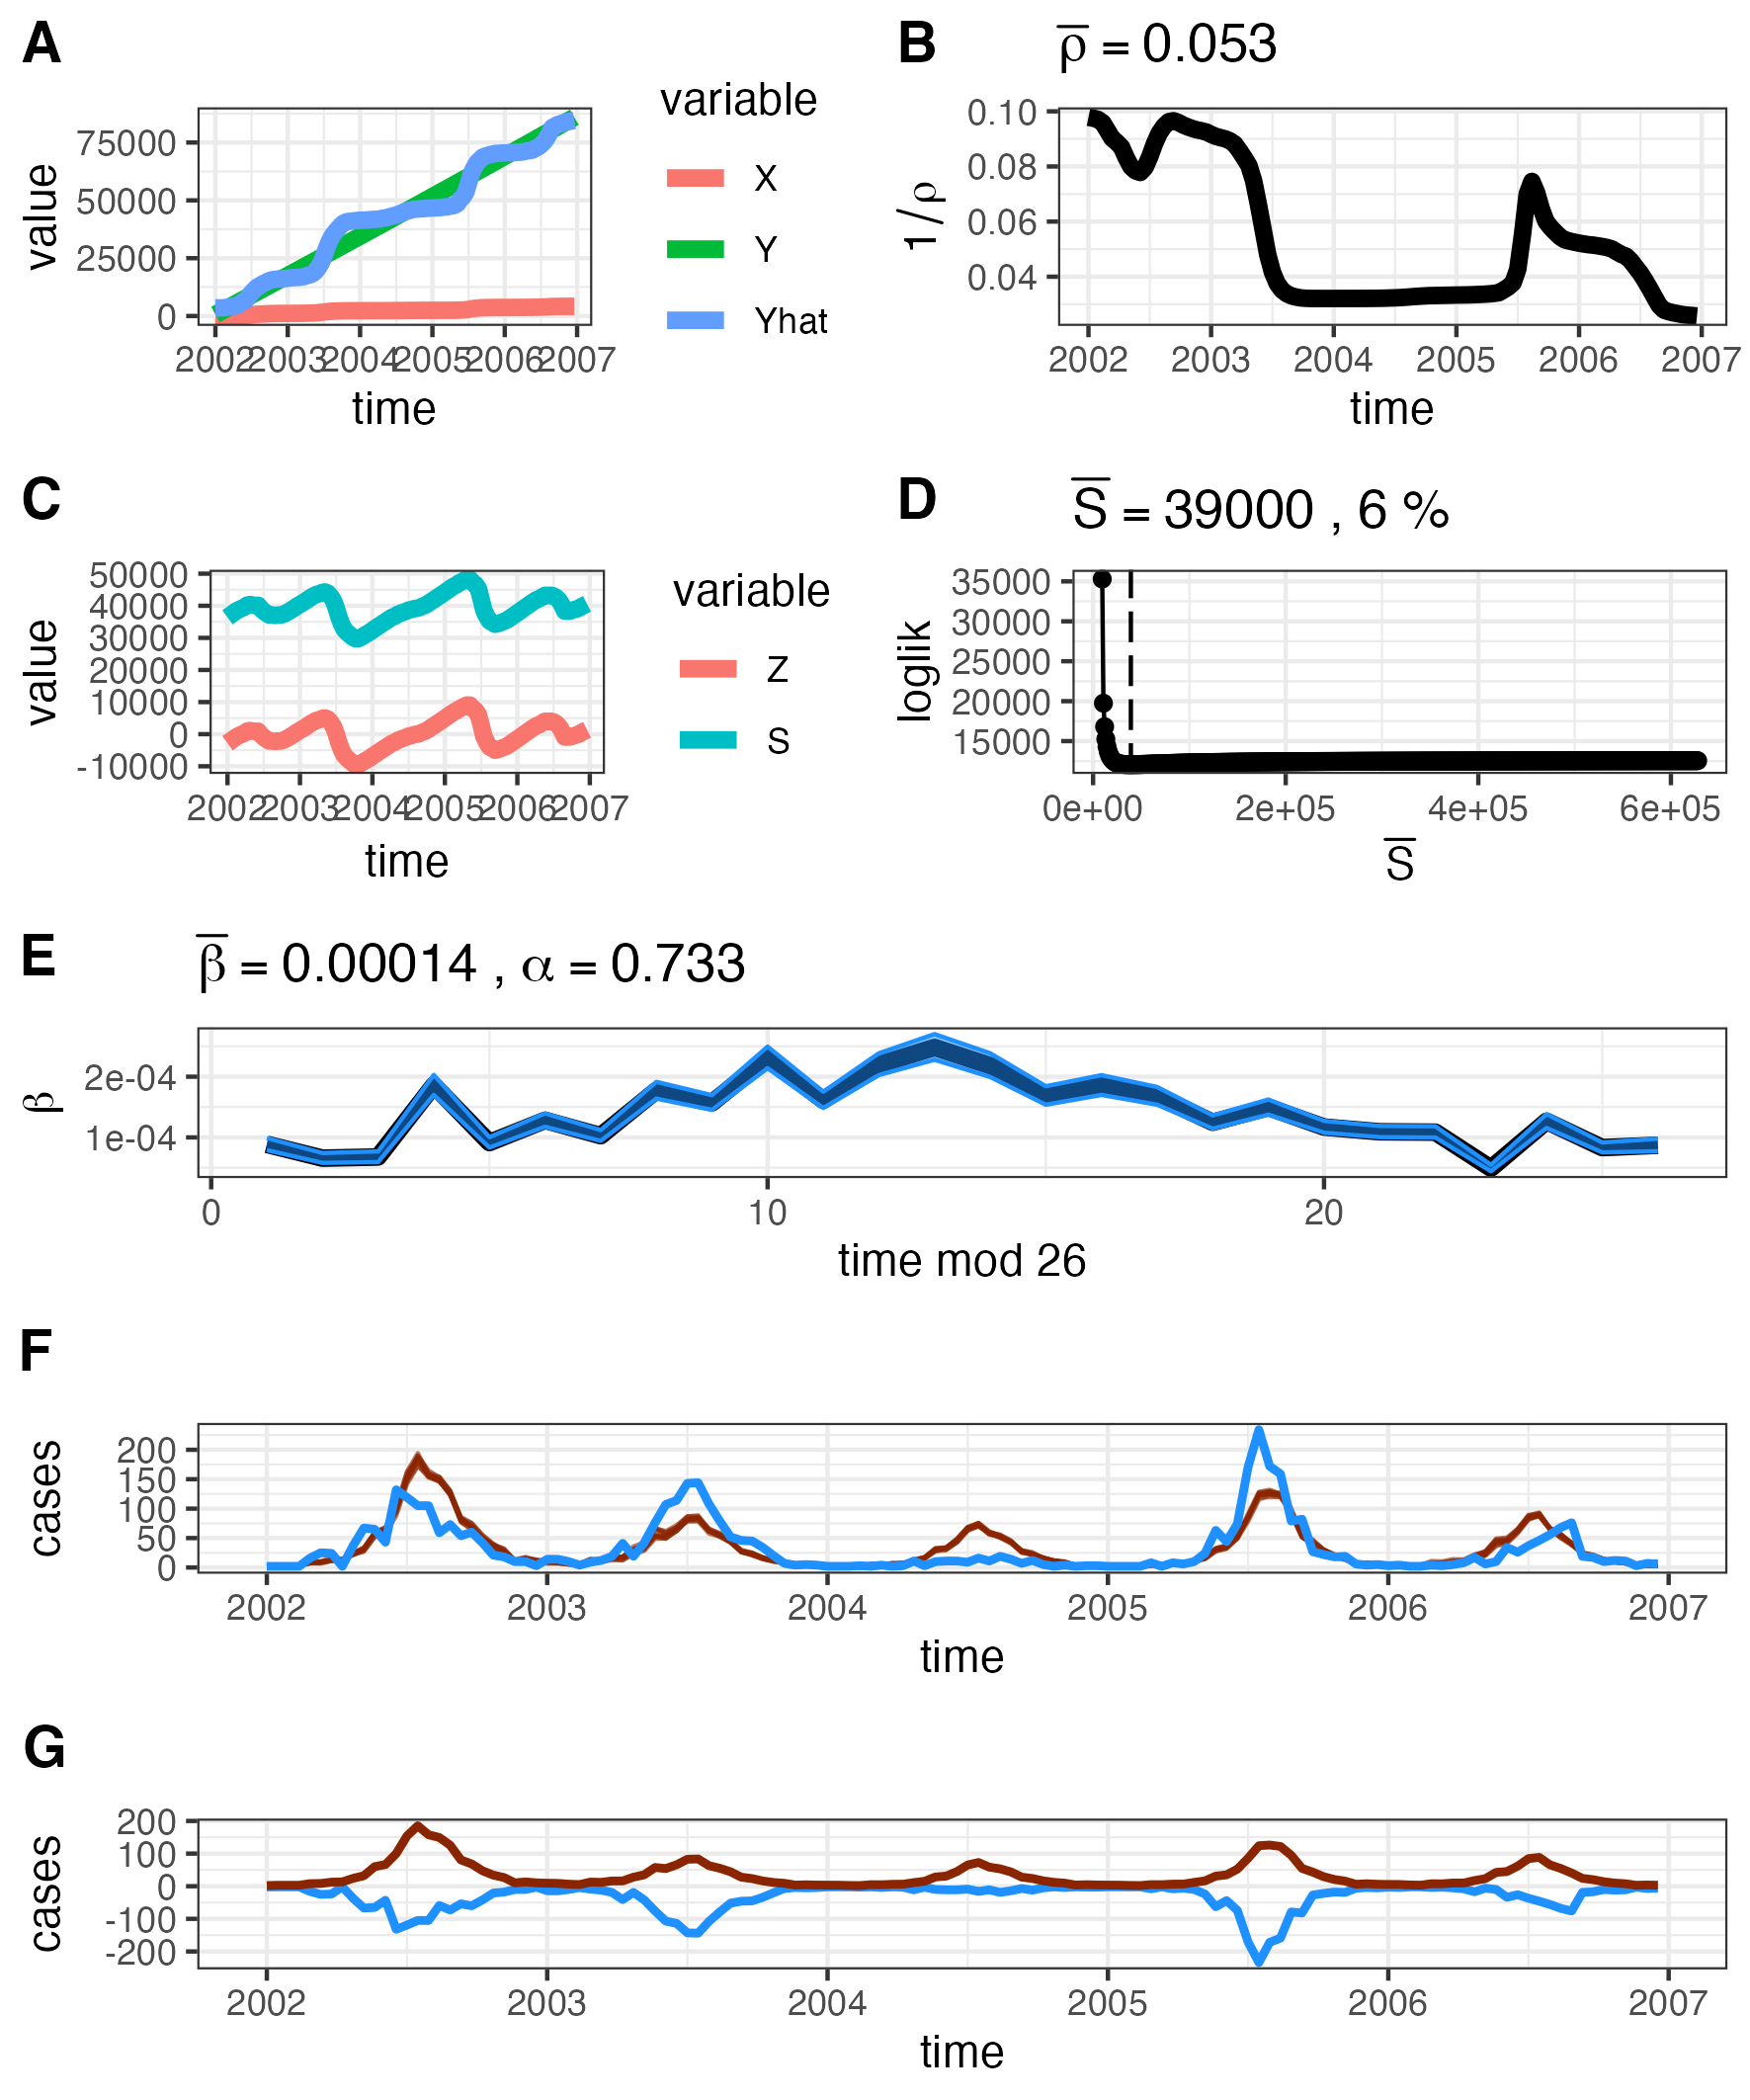 A
variable
value
75000
50000
25000
0
2002 2003 2004 2005 2006 2007
time
X
Y
Yhat
B
ρ̅ = 0.053
1/ρ
0.10
0.08
0.06
0.04
2002 2003 2004 2005 2006 2007
time
C
value
50000
40000
30000
20000
10000
0
-10000
2002 2003 2004 2005 2006 2007
time
variable
Z
S
D
S̅ = 39000 , 6 %
loglik
35000
30000
25000
20000
15000
0e+00 2e+05 4e+05 6e+05
S̅
E
β̅ = 0.00014 , α = 0.733
β
2e-04
1e-04
0 10 20
time mod 26
F
cases
200
150
100
50
0
2002 2003 2004 2005 2006 2007
time
G
cases
200
100
0
-100
-200
2002 2003 2004 2005 2006 2007
time